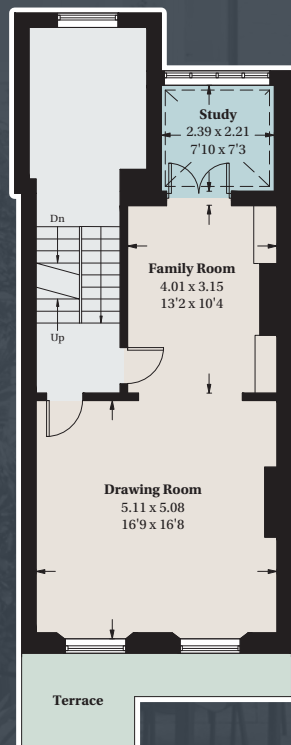 Study
2.39 x 2.21
7'10 x 7'3
Dn
Family Room
4.01 x 3.15
13'2 x 10'4
Up
Drawing Room
5.11 x 5.08
16'9 x 16'8
Terrace